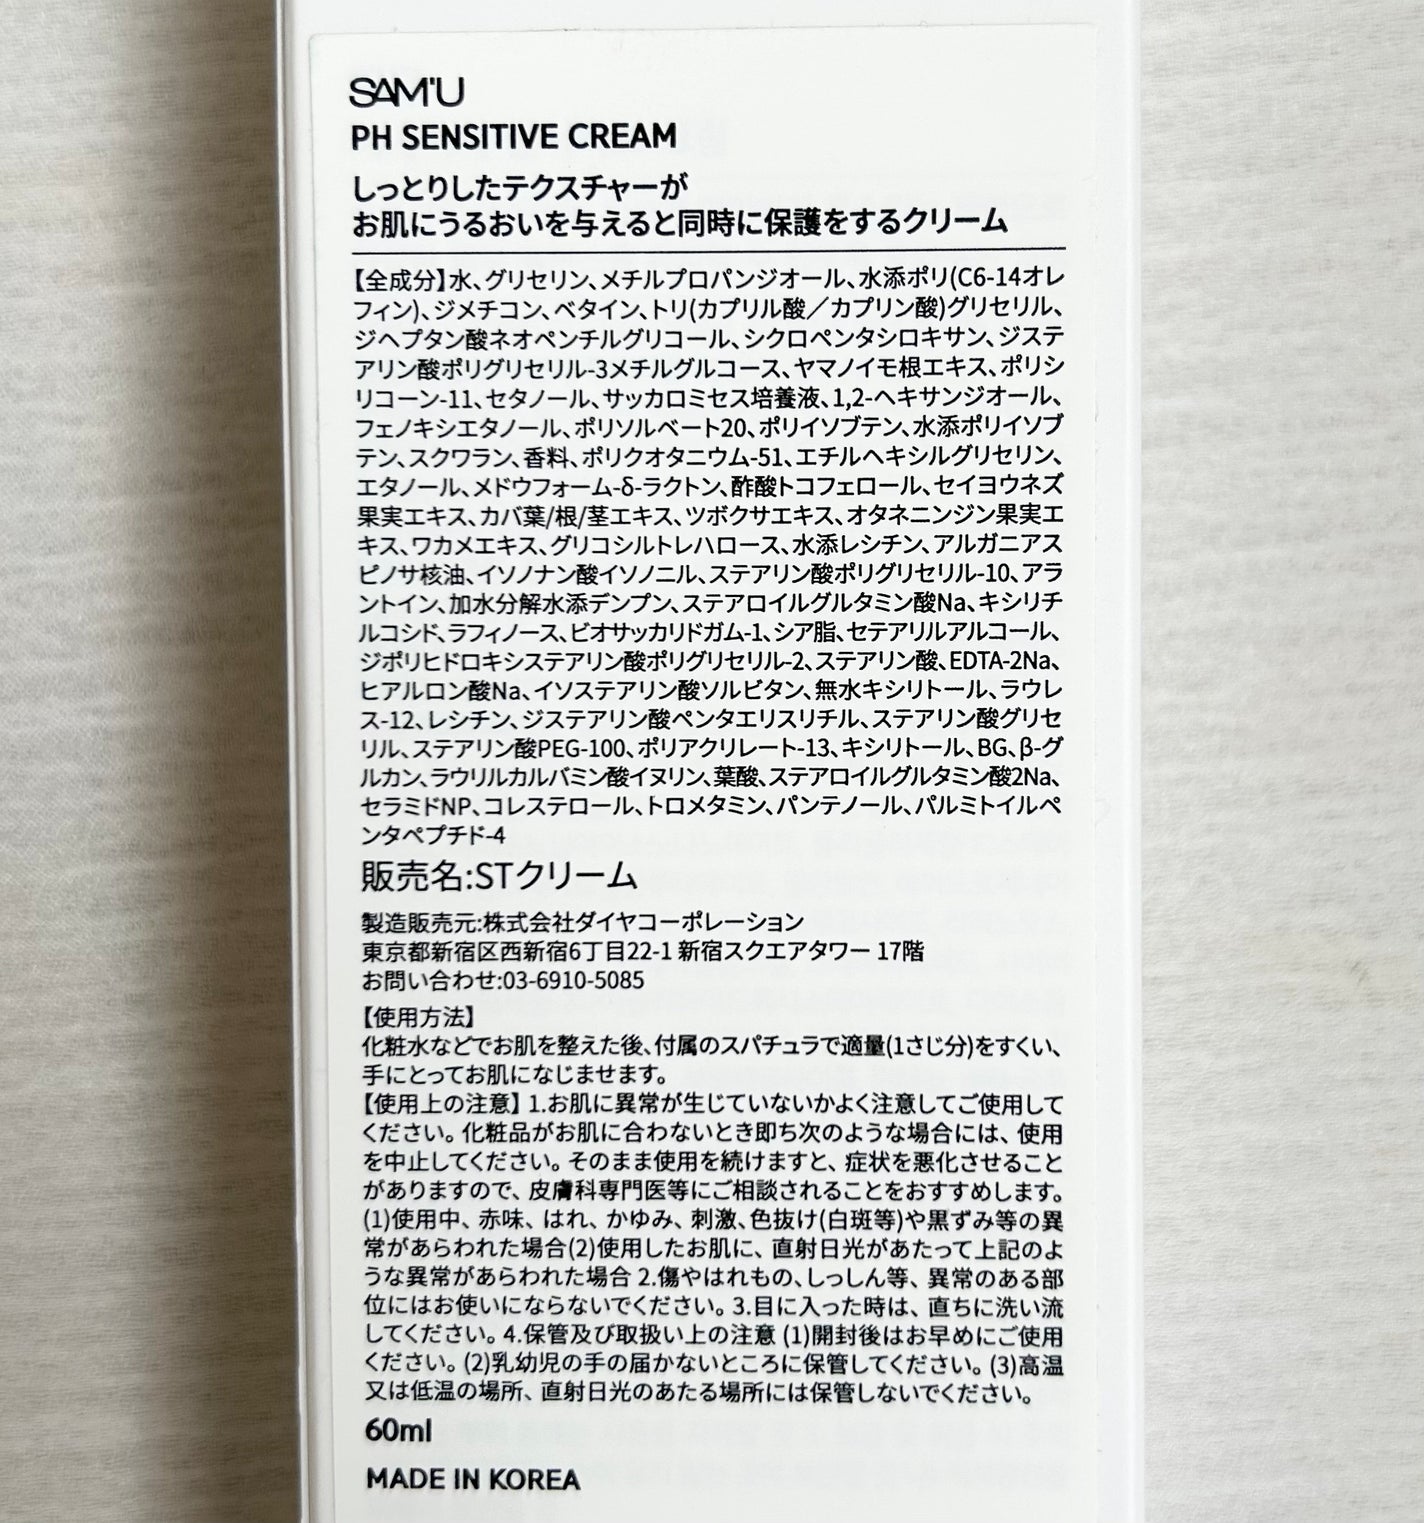 SAM'U
PH SENSITIVE CREAM
しっとりしたテクスチャーが
お肌にうるおいを与えると同時に保護をするクリーム
【全成分】水、グリセリン、メチルプロパンジオール、水添ポリ(C6-14オレ
フィン)、ジメチコン、ベタイン、トリ(カプリル酸／カプリン酸)グリセリル、
ジヘプタン酸ネオペンチルグリコール、シクロペンタシロキサン、ジステ
アリン酸ポリグリセリル-3メチルグルコース、ヤマノイモ根エキス、ポリシ
リコーン-11、セタノール、サッカロミセス培養液、1,2-ヘキサンジオール、
フェノキシエタノール、ポリソルベート20、ポリイソブテン、水添ポリイソブ
テン、スクワラン、香料、ポリクオタニウム-51、エチルヘキシルグリセリン、
エタノール、メドウフォーム-δ-ラクトン、酢酸トコフェロール、セイヨウネズ
果実エキス、カバ葉/根/茎エキス、ツボクサエキス、オタネニンジン果実エ
キス、ワカメエキス、グリコシルトレハロース、水添レシチン、アルガニアス
ピノサ核油、イソノナン酸イソノニル、ステアリン酸ポリグリセリル-10、アラ
ントイン、加水分解水添デンプン、ステアロイルグルタミン酸Na、キシリチ
ルコシド、ラフィノース、ビオサッカリドガム-1、シア脂、セテアリルアルコール、
ジポリヒドロキシステアリン酸ポリグリセリル-2、ステアリン酸、EDTA-2Na、
ヒアルロン酸Na、イソステアリン酸ソルビタン、無水キシリトール、ラウレ
ス-12、レシチン、ジステアリン酸ペンタエリスリチル、ステアリン酸グリセ
リル、ステアリン酸PEG-100、ポリアクリレート-13、キシリトール、BG、β-グ
ルカン、ラウリルカルバミン酸イヌリン、葉酸、ステアロイルグルタミン酸2Na、
セラミドNP、コレステロール、トロメタミン、パンテノール、パルミトイルペ
ンタペプチド-4
販売名:STクリーム
製造販売元:株式会社ダイヤコーポレーション
東京都新宿区西新宿6丁目22-1 新宿スクエアタワー 17階
お問い合わせ:03-6910-5085
【使用方法】
化粧水などでお肌を整えた後、付属のスパチュラで適量(1さじ分)をすくい、
手にとってお肌になじませます。
【使用上の注意】 1.お肌に異常が生じていないかよく注意してご使用して
ください。化粧品がお肌に合わないとき即ち次のような場合には、使用
を中止してください。そのまま使用を続けますと、症状を悪化させること
がありますので、皮膚科専門医等にご相談されることをおすすめします。
(1)使用中、赤味、はれ、かゆみ、刺激、色抜け(白斑等)や黒ずみ等の異
常があらわれた場合(2)使用したお肌に、直射日光があたって上記のよ
うな異常があらわれた場合 2.傷やはれもの、しっしん等、異常のある部
位にはお使いにならないでください。3.目に入った時は、直ちに洗い流
してください。4.保管及び取扱い上の注意 (1)開封後はお早めにご使用
ください。(2)乳幼児の手の届かないところに保管してください。(3)高温
又は低温の場所、直射日光のあたる場所には保管しないでください。
60ml
MADE IN KOREA